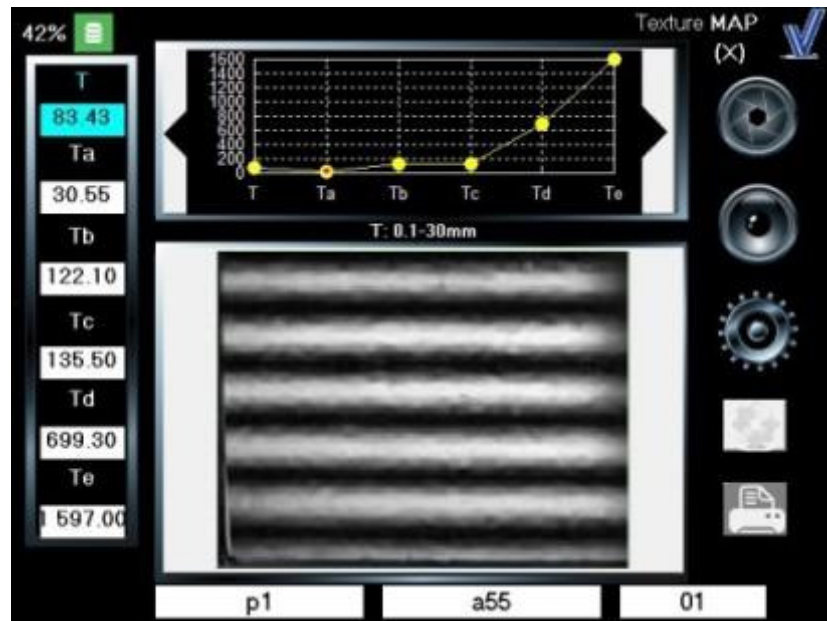 42%
Texture MAP
(X)
T
83.43
Ta
30.55
Tb
122.10
Tc
135.50
Td
699.30
Te
1 597.00
1600
1400
1200
1000
800
600
400
200
0
T Ta Tb Tc Td Te
T: 0.1-30mm
p1 a55 01